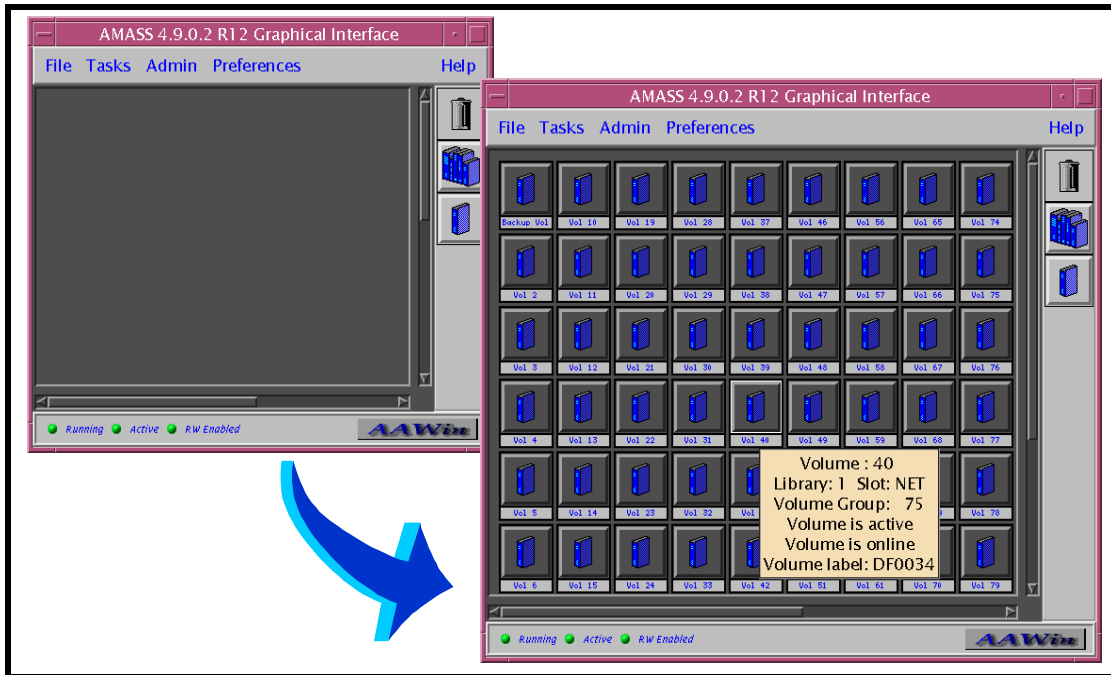 AMASS 4.9.0.2 R12 Graphical Interface
File Tasks Admin Preferences Help
Running Active RW Enabled
AAWin
AMASS 4.9.0.2 R12 Graphical Interface
File Tasks Admin Preferences Help
Backup Vol Vol 10 Vol 19 Vol 28 Vol 37 Vol 46 Vol 56 Vol 65 Vol 74
Vol 2 Vol 11 Vol 20 Vol 29 Vol 38 Vol 47 Vol 57 Vol 66 Vol 75
Vol 3 Vol 12 Vol 21 Vol 30 Vol 39 Vol 48 Vol 58 Vol 67 Vol 76
Vol 4 Vol 13 Vol 22 Vol 31 Vol 40 Vol 49 Vol 59 Vol 68 Vol 77
Volume : 40
Library: 1 Slot: NET
Volume Group: 75
Volume is active
Volume is online
Volume label: DF0034
Vol 5 Vol 14 Vol 23 Vol 32 Vol Vol 78
Vol 6 Vol 15 Vol 24 Vol 33 Vol 42 Vol 51 Vol 61 Vol 70 Vol 79
Running Active RW Enabled
AAWin